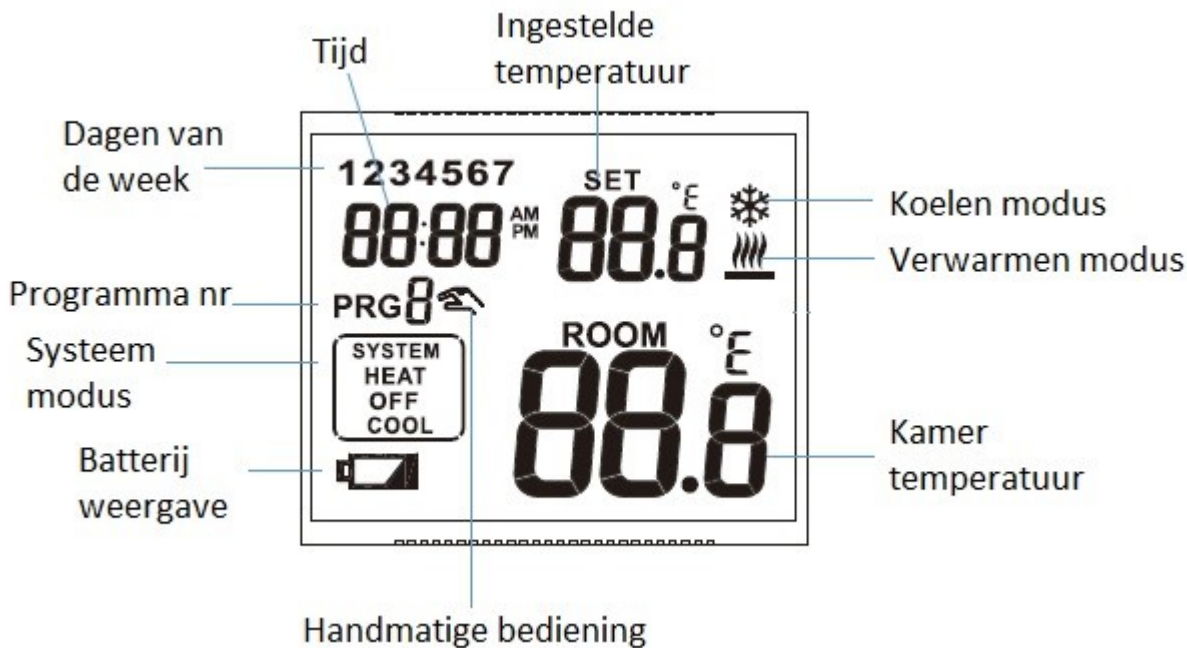 Tijd
Ingestelde
temperatuur
Dagen van
de week
1234567
SET
88:88
AM
PM
88.8
Koelen modus
Verwarmen modus
Programma nr
PRG8
ROOM
Systeem
modus
SYSTEM
HEAT
OFF
COOL
88.8
Kamer
temperatuur
Batterij
weergave
Handmatige bediening